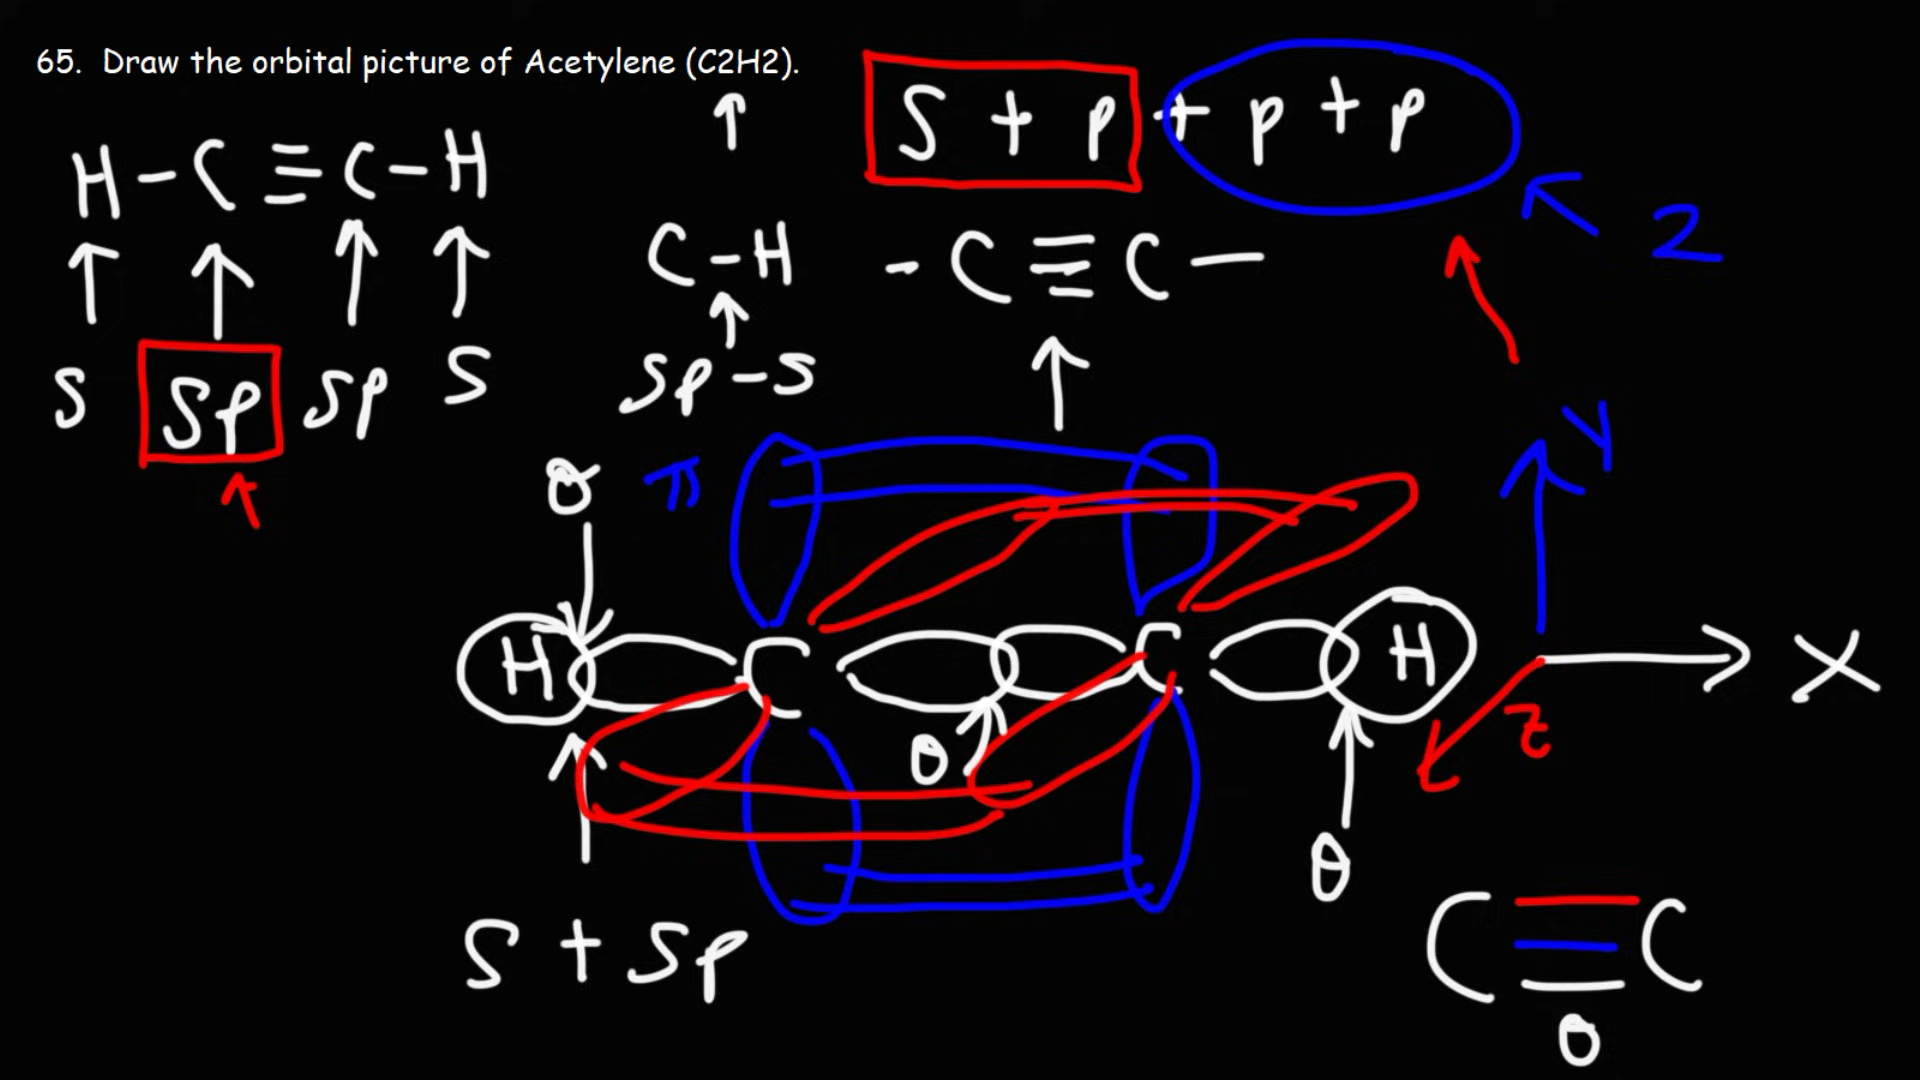 65. Draw the orbital picture of Acetylene (C2H2).
S + p + p + p
H - C ≡ C - H
2
C - H
- C ≡ C -
S
Sp
Sp
S
Sp - S
Y
σ
π
H
C
C
H
X
z
σ
σ
S + Sp
C ≡ C
σ